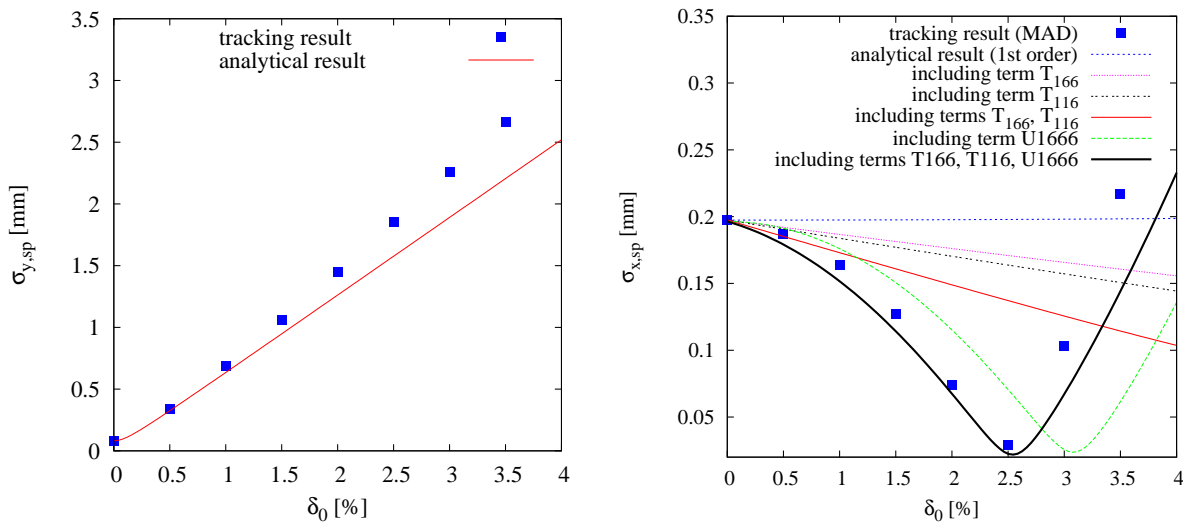 3.5
3
2.5
2
1.5
1
0.5
0
σy,sp [mm]
tracking result
analytical result
0 0.5 1 1.5 2 2.5 3 3.5 4
δ0 [%]
0.35
0.3
0.25
0.2
0.15
0.1
0.05
σx,sp [mm]
tracking result (MAD)
analytical result (1st order)
including term T166
including term T116
including terms T166, T116
including term U1666
including terms T166, T116, U1666
0 0.5 1 1.5 2 2.5 3 3.5 4
δ0 [%]